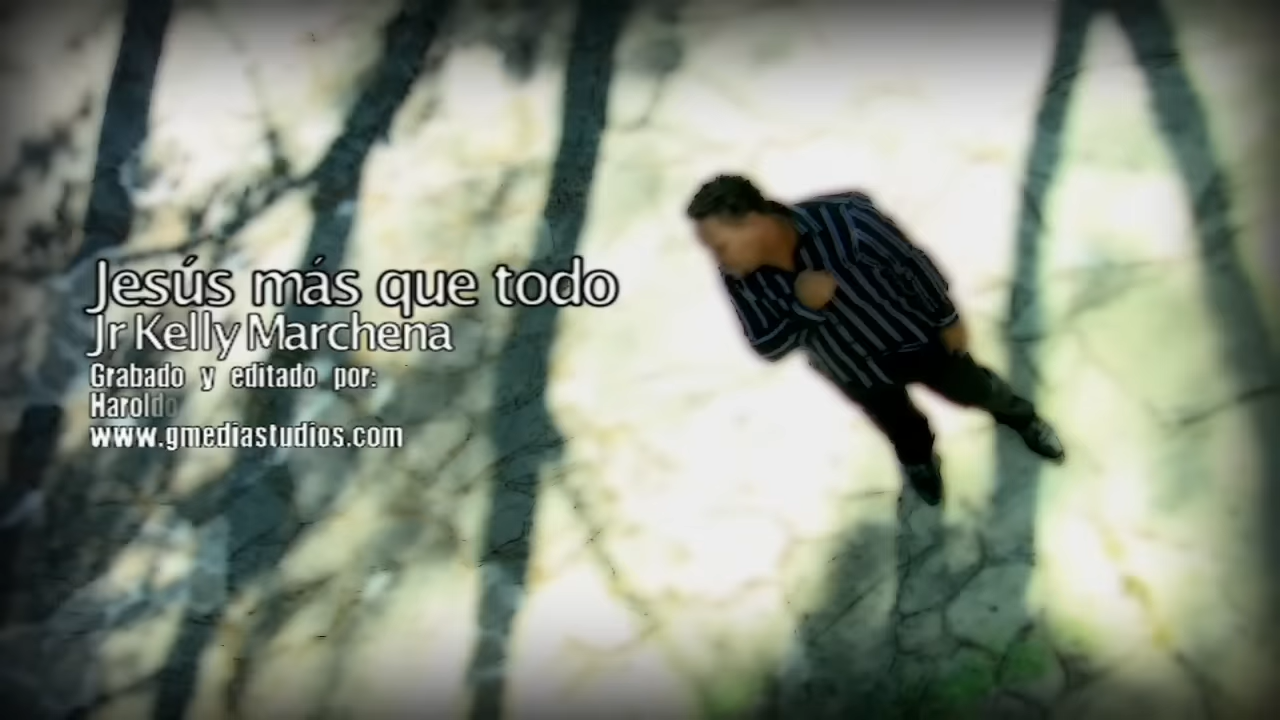 Jesús más que todo
Jr Kelly Marchena
Grabado y editado por:
Haroldo
www.gmediastudios.com